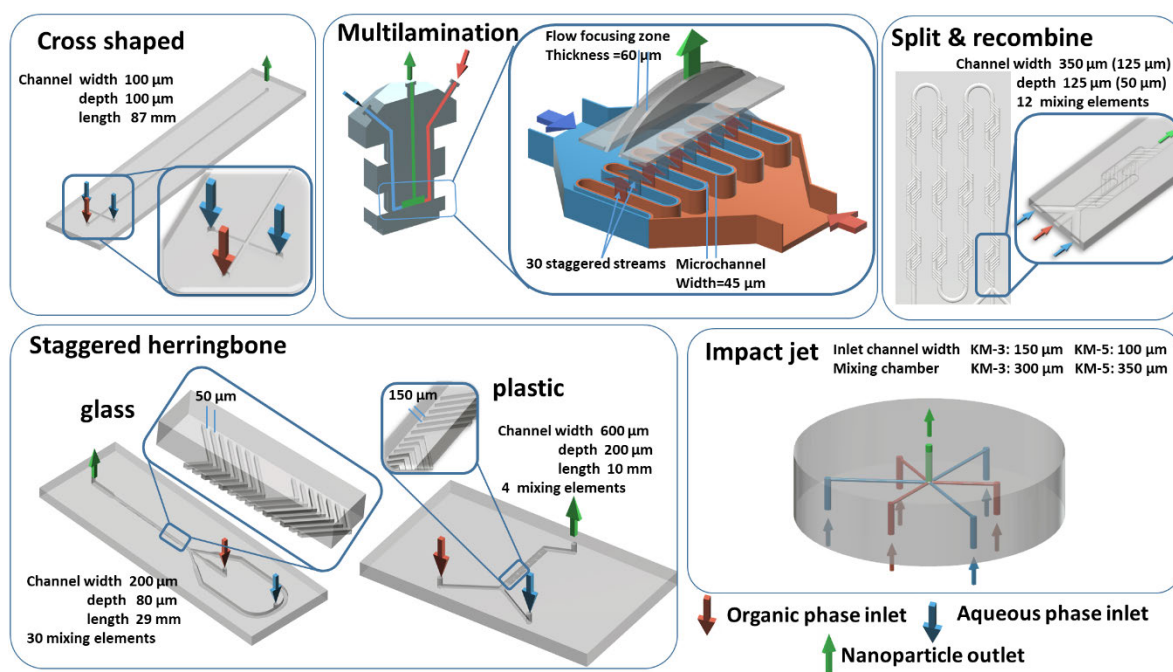 Cross shaped
Channel width 100 µm
depth 100 µm
length 87 mm
Multilamination
Flow focusing zone
Thickness =60 µm
30 staggered streams
Microchannel
Width=45 µm
Split & recombine
Channel width 350 µm (125 µm)
depth 125 µm (50 µm)
12 mixing elements
Staggered herringbone
glass
50 µm
Channel width 200 µm
depth 80 µm
length 29 mm
30 mixing elements
150 µm
plastic
Channel width 600 µm
depth 200 µm
length 10 mm
4 mixing elements
Impact jet
Inlet channel width KM-3: 150 µm KM-5: 100 µm
Mixing chamber KM-3: 300 µm KM-5: 350 µm
Organic phase inlet
Aqueous phase inlet
Nanoparticle outlet